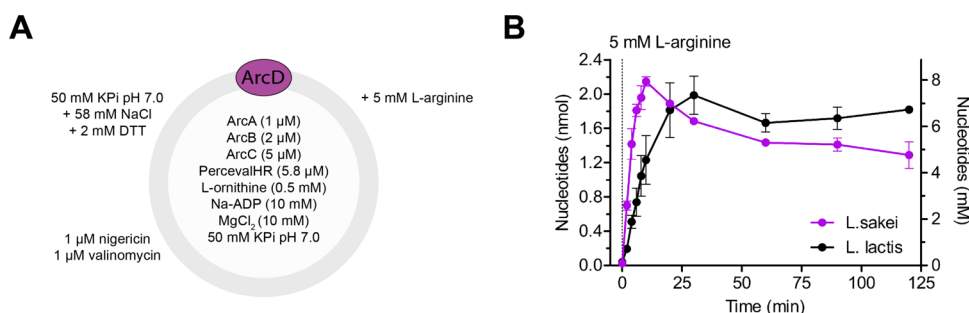 A
ArcD
50 mM KPi pH 7.0
+ 58 mM NaCl
+ 2 mM DTT
+ 5 mM L-arginine
ArcA (1 µM)
ArcB (2 µM)
ArcC (5 µM)
PercevalHR (5.8 µM)
L-ornithine (0.5 mM)
Na-ADP (10 mM)
MgCl₂ (10 mM)
50 mM KPi pH 7.0
1 µM nigericin
1 µM valinomycin
B
5 mM L-arginine
Nucleotides (nmol)
2.4
2.0
1.6
1.2
0.8
0.4
0.0
8
6
4
2
0
Nucleotides (mM)
L.sakei
L. lactis
0 25 50 75 100 125
Time (min)